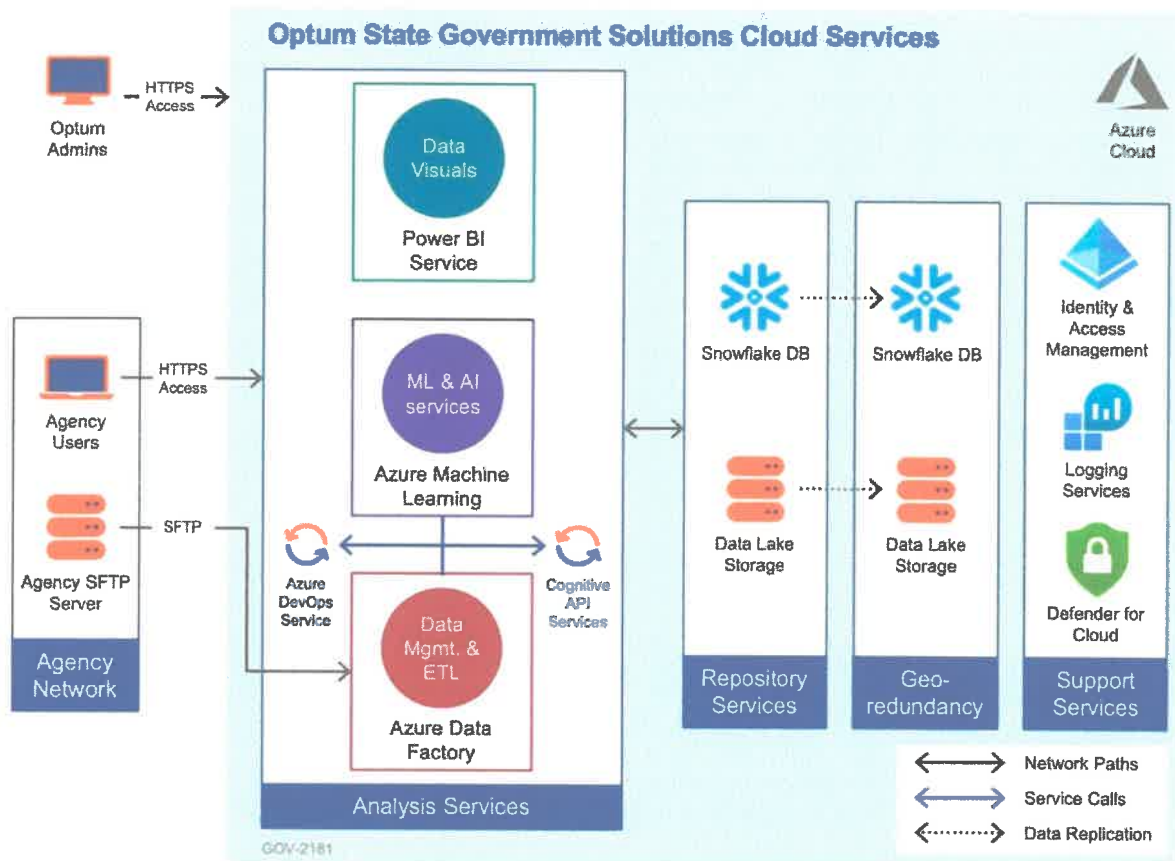 Optum State Government Solutions Cloud Services
HTTPS
Access
Optum
Admins
Azure
Cloud
Data
Visuals
Power BI
Service
HTTPS
Access
Agency
Users
SFTP
Agency SFTP
Server
Agency
Network
ML & AI
services
Azure Machine
Learning
Azure
DevOps
Service
Cognitive
API
Services
Data
Mgmt. &
ETL
Azure Data
Factory
Analysis Services
Snowflake DB
Data Lake
Storage
Repository
Services
Snowflake DB
Data Lake
Storage
Geo-
redundancy
Identity &
Access
Management
Logging
Services
Defender for
Cloud
Support
Services
Network Paths
Service Calls
Data Replication
GOV-2181